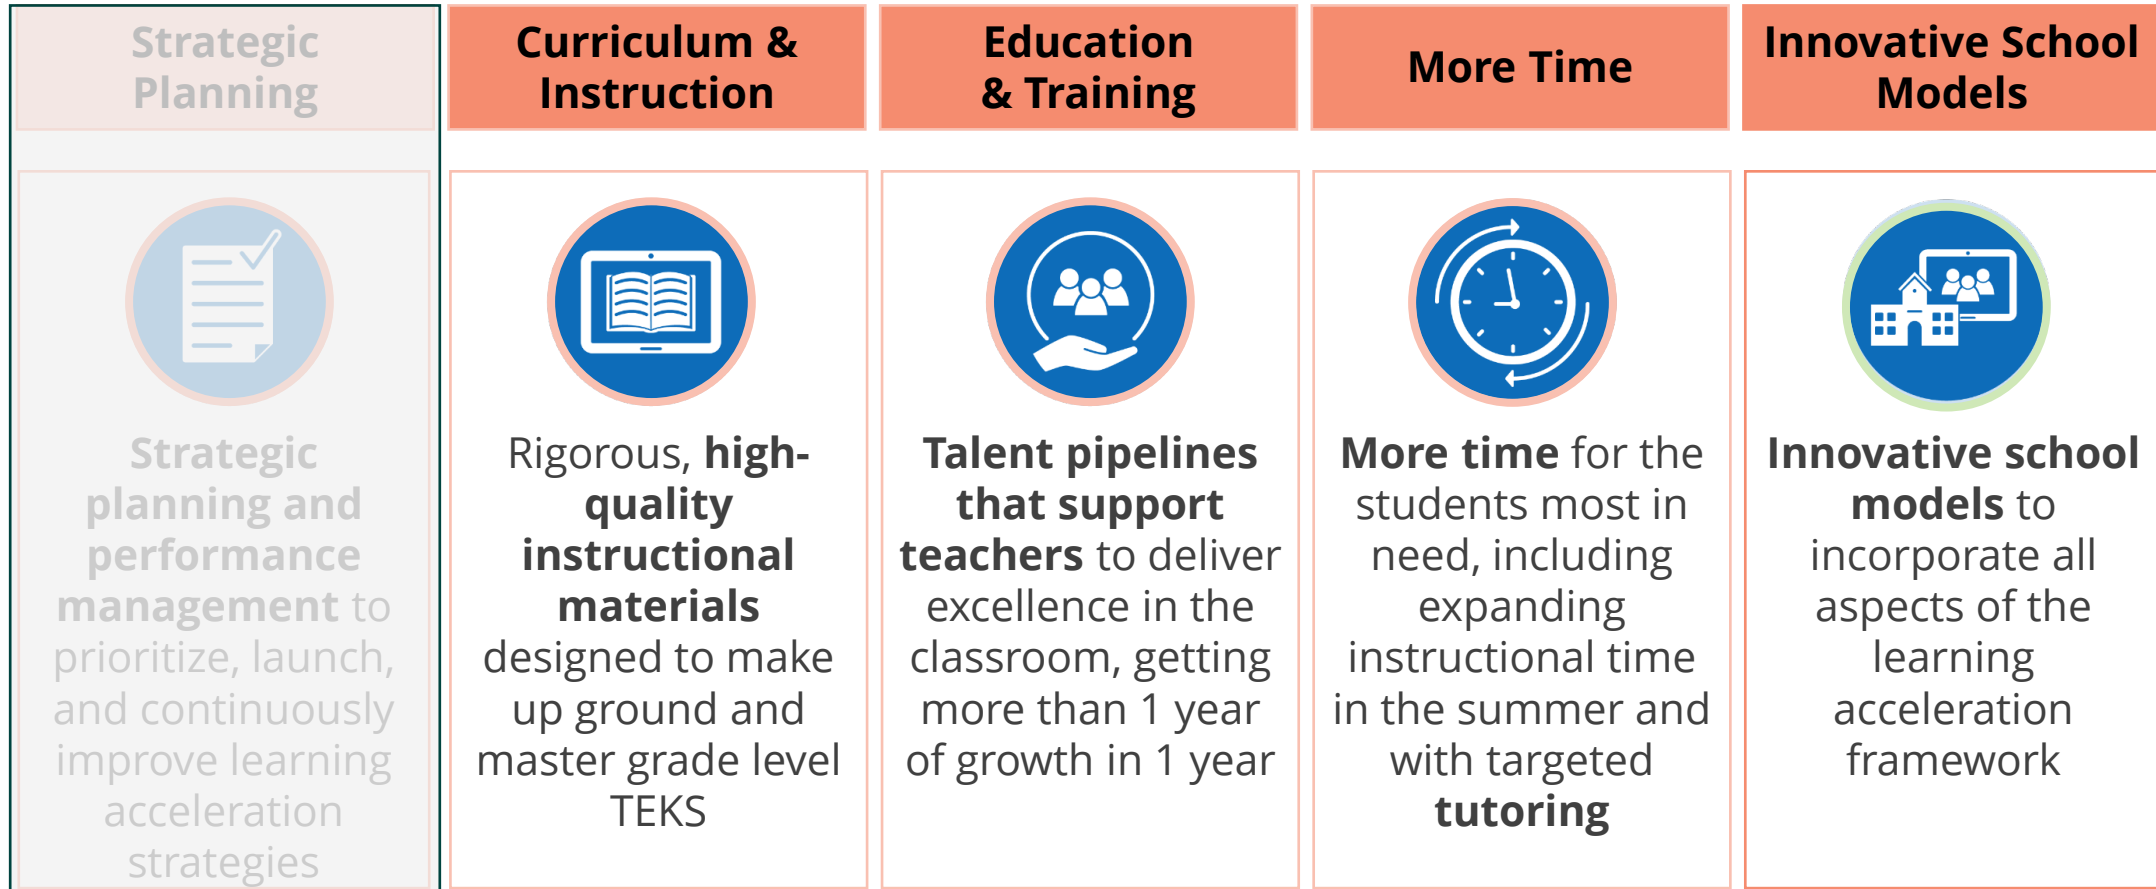 Strategic
Planning
Strategic
planning and
performance
management to
prioritize, launch,
and continuously
improve learning
acceleration
strategies
Curriculum &
Instruction
Rigorous, high-
quality
instructional
materials
designed to make
up ground and
master grade level
TEKS
Education
& Training
Talent pipelines
that support
teachers to deliver
excellence in the
classroom, getting
more than 1 year
of growth in 1 year
More Time
More time for the
students most in
need, including
expanding
instructional time
in the summer and
with targeted
tutoring
Innovative School
Models
Innovative school
models to
incorporate all
aspects of the
learning
acceleration
framework